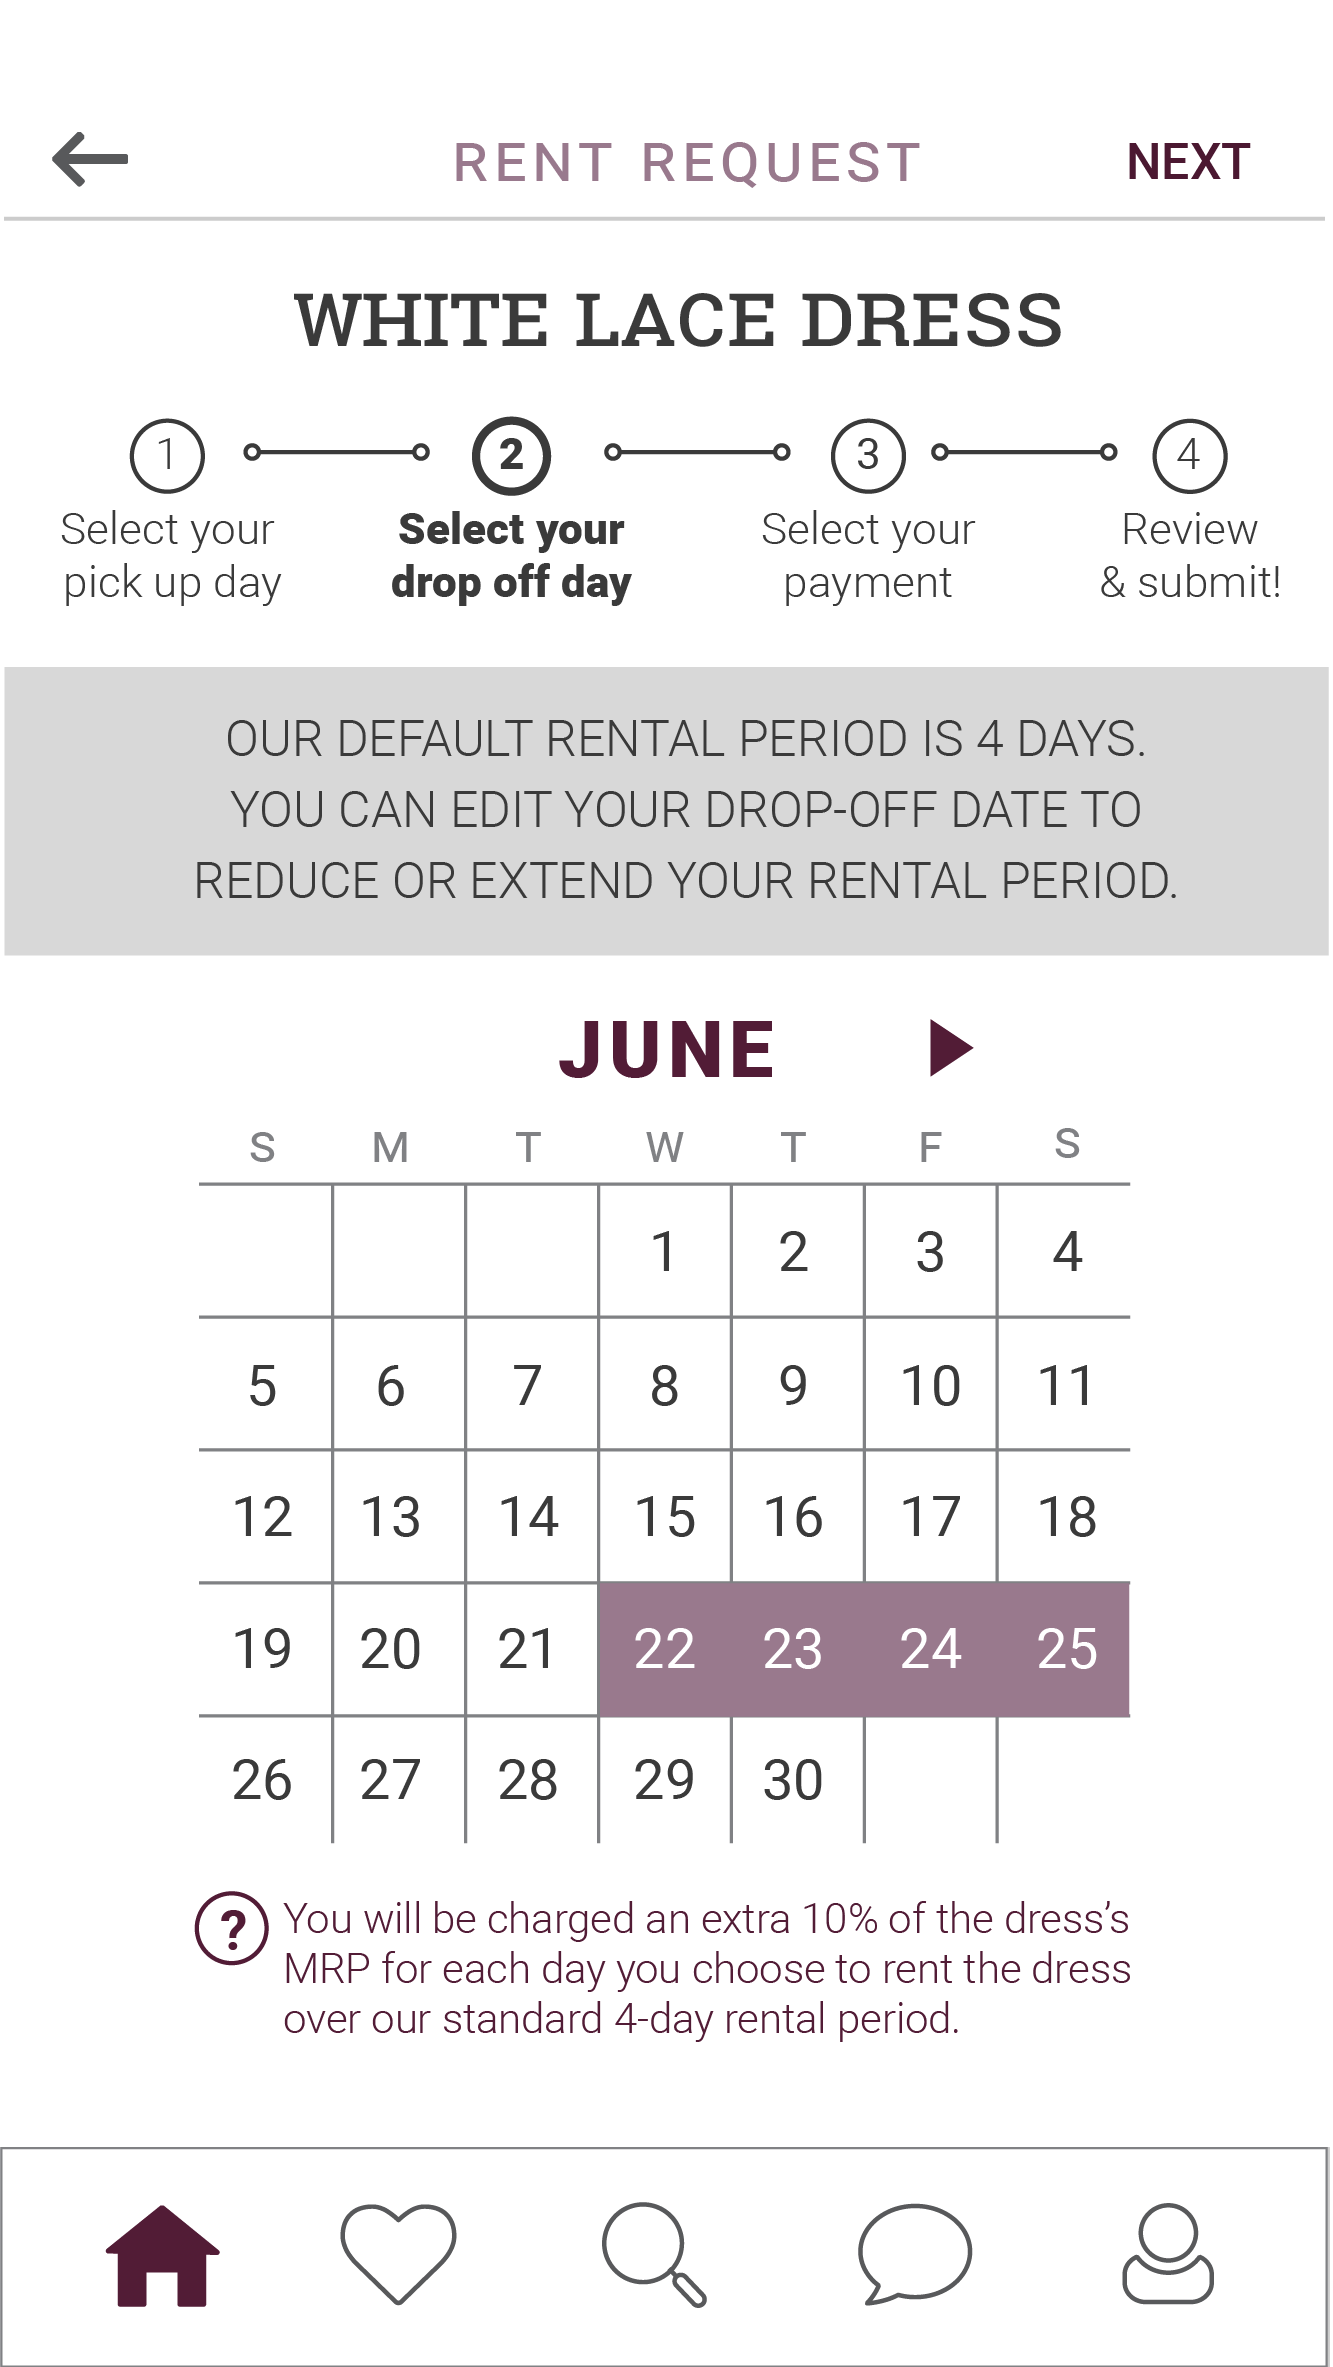 RENT REQUEST NEXT
WHITE LACE DRESS
1 2 3 4
Select your Select your Select your Review
pick up day drop off day payment & submit!
OUR DEFAULT RENTAL PERIOD IS 4 DAYS.
YOU CAN EDIT YOUR DROP-OFF DATE TO
REDUCE OR EXTEND YOUR RENTAL PERIOD.
JUNE
S M T W T F S
1 2 3 4
5 6 7 8 9 10 11
12 13 14 15 16 17 18
19 20 21 22 23 24 25
26 27 28 29 30
? You will be charged an extra 10% of the dress’s
MRP for each day you choose to rent the dress
over our standard 4-day rental period.